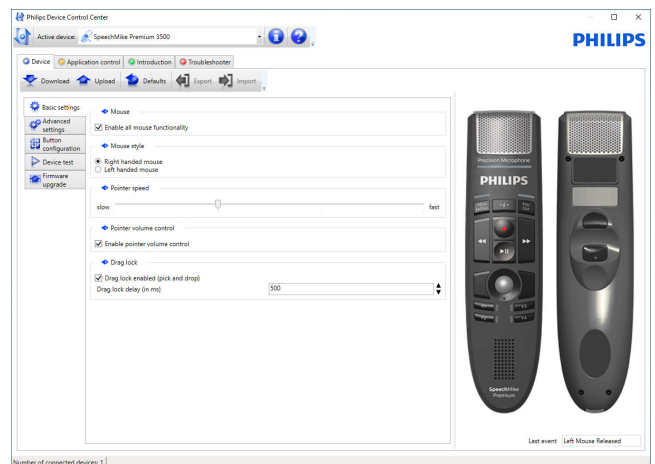 Philips Device Control Center
Active device: SpeechMike Premium 3500
PHILIPS
Device Application control Introduction Troubleshooter
Download Upload Defaults Export Import
Basic settings
Advanced settings
Button configuration
Device test
Firmware upgrade
Mouse
Enable all mouse functionality
Mouse style
Right handed mouse
Left handed mouse
Pointer speed
slow fast
Pointer volume control
Enable pointer volume control
Drag lock
Drag lock enabled (pick and drop)
Drag lock delay (in ms) 500
Precision Microphone
PHILIPS
SpeechMike
Premium
Last event Left Mouse Released
Number of connected devices: 1